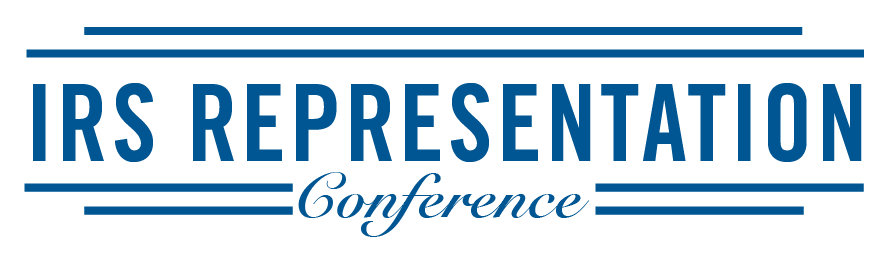 IRS REPRESENTATION
Conference